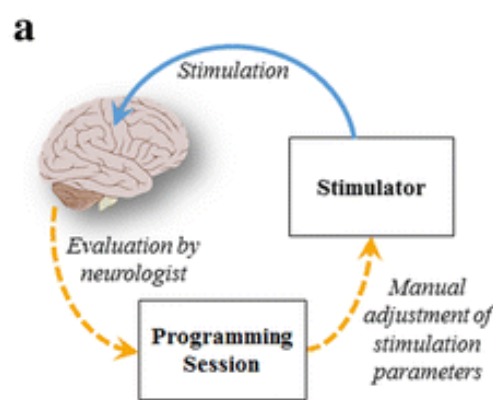 a
Stimulation
Stimulator
Evaluation by
neurologist
Programming
Session
Manual
adjustment of
stimulation
parameters